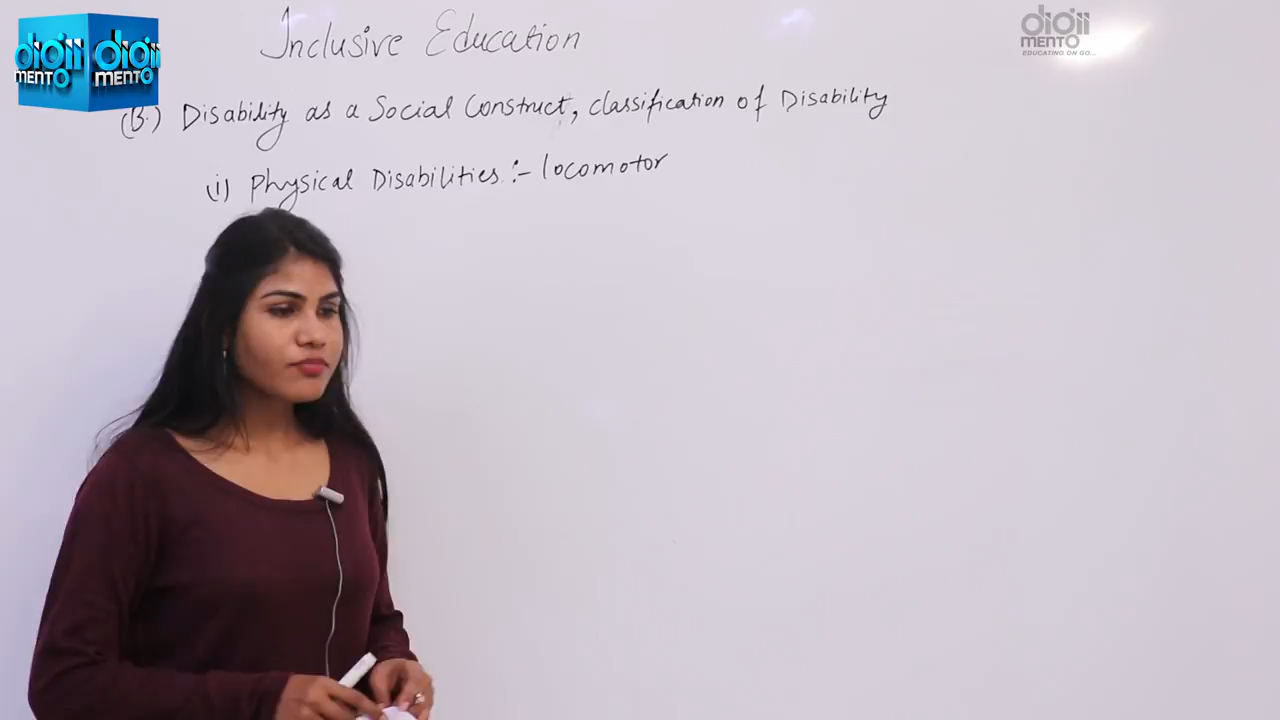 Inclusive Education
(B.) Disability as a Social Construct, classification of Disability
(i) Physical Disabilities :- locomotor
digii
MENTO
digii
MENTO
digii
MENTO
EDUCATING ON GO...